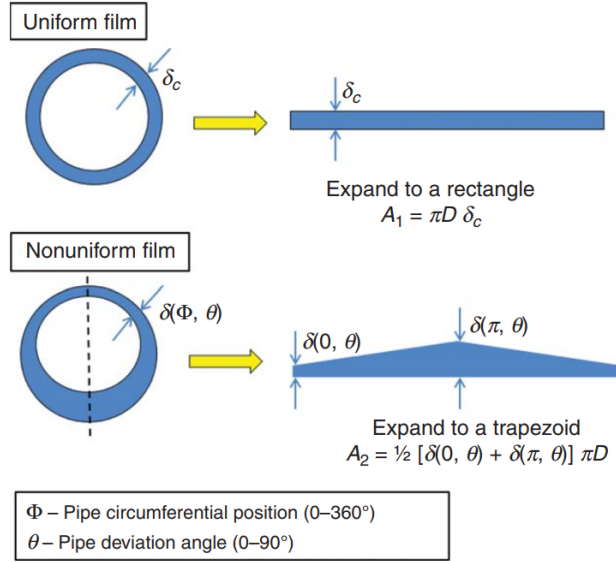 Uniform film
δc
δc
Expand to a rectangle
A1 = πD δc
Nonuniform film
δ(Φ, θ)
δ(0, θ)
δ(π, θ)
Expand to a trapezoid
A2 = ½ [δ(0, θ) + δ(π, θ)] πD
Φ – Pipe circumferential position (0–360°)
θ – Pipe deviation angle (0–90°)